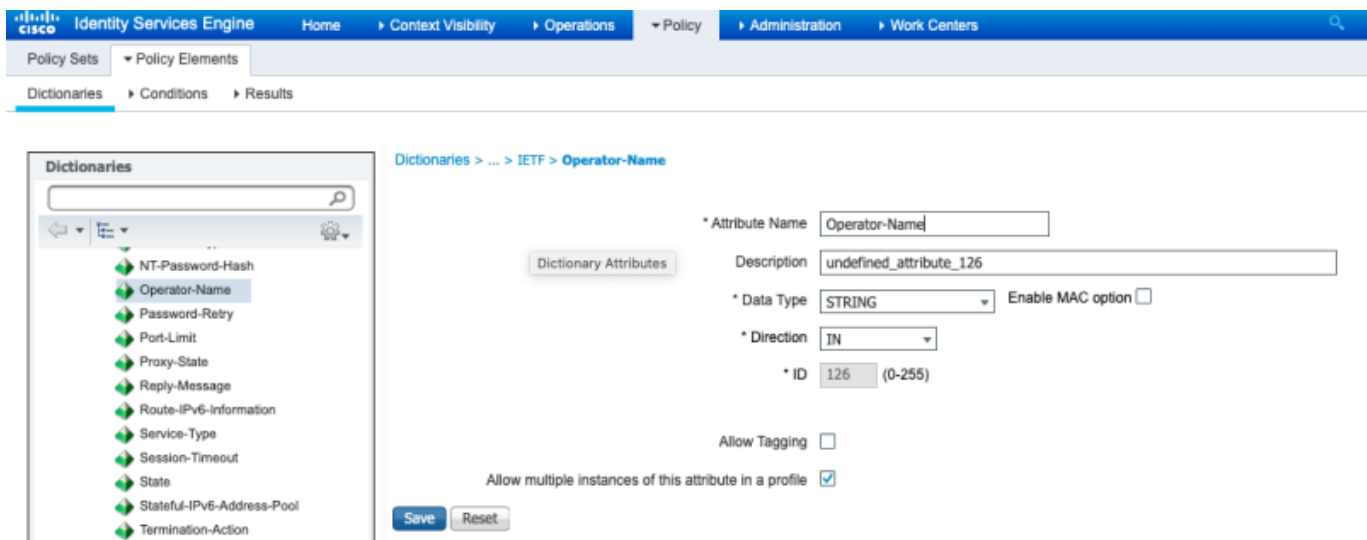 cisco Identity Services Engine Home Context Visibility Operations Policy Administration Work Centers
Policy Sets Policy Elements
Dictionaries Conditions Results
Dictionaries
Dictionaries > ... > IETF > Operator-Name
* Attribute Name Operator-Name
Dictionary Attributes
Description undefined_attribute_126
* Data Type STRING Enable MAC option
* Direction IN
* ID 126 (0-255)
Allow Tagging
Allow multiple instances of this attribute in a profile
Save Reset
NT-Password-Hash
Operator-Name
Password-Retry
Port-Limit
Proxy-State
Reply-Message
Route-IPv6-Information
Service-Type
Session-Timeout
State
Stateful-IPv6-Address-Pool
Termination-Action